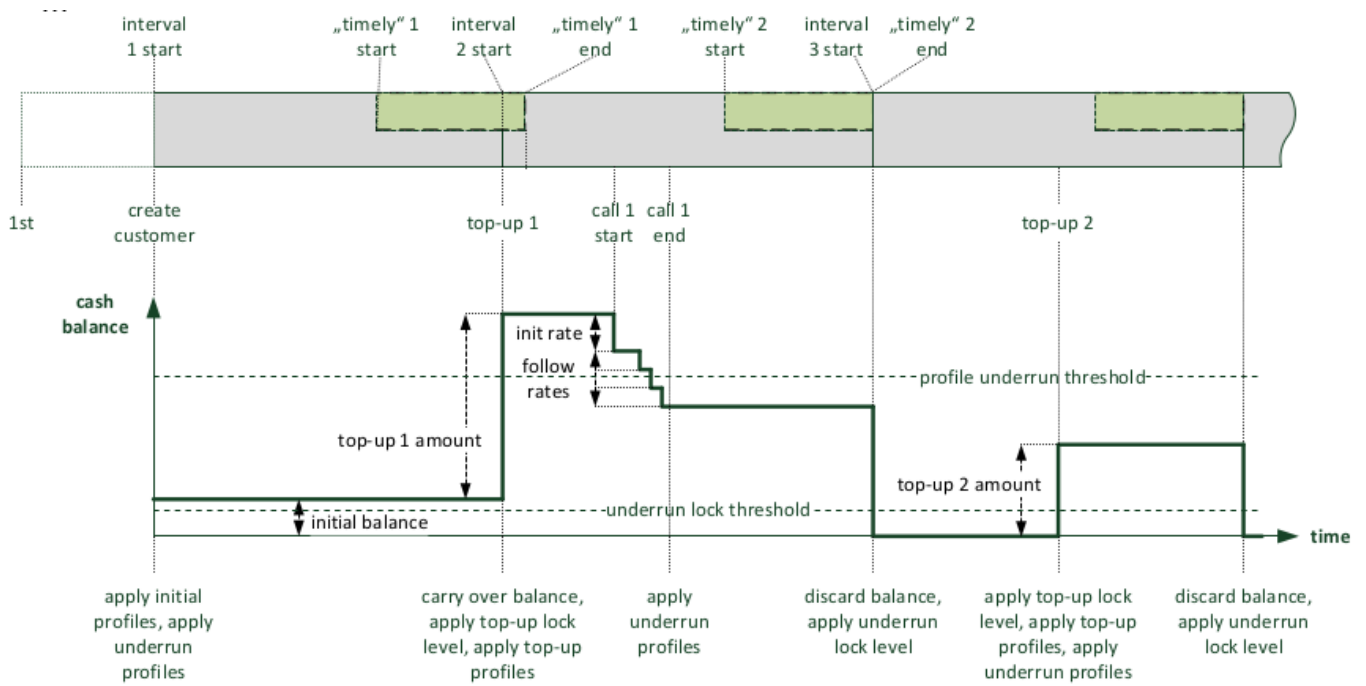 interval
1 start
„timely“ 1
start
interval
2 start
„timely“ 1
end
„timely“ 2
start
interval
3 start
„timely“ 2
end
1st
create
customer
top-up 1
call 1
start
call 1
end
top-up 2
cash
balance
init rate
follow
rates
profile underrun threshold
top-up 1 amount
top-up 2 amount
underrun lock threshold
initial balance
time
apply initial
profiles, apply
underrun
profiles
carry over balance,
apply top-up lock
level, apply top-up
profiles
apply
underrun
profiles
discard balance,
apply underrun
lock level
apply top-up lock
level, apply top-up
profiles, apply
underrun profiles
discard balance,
apply underrun
lock level